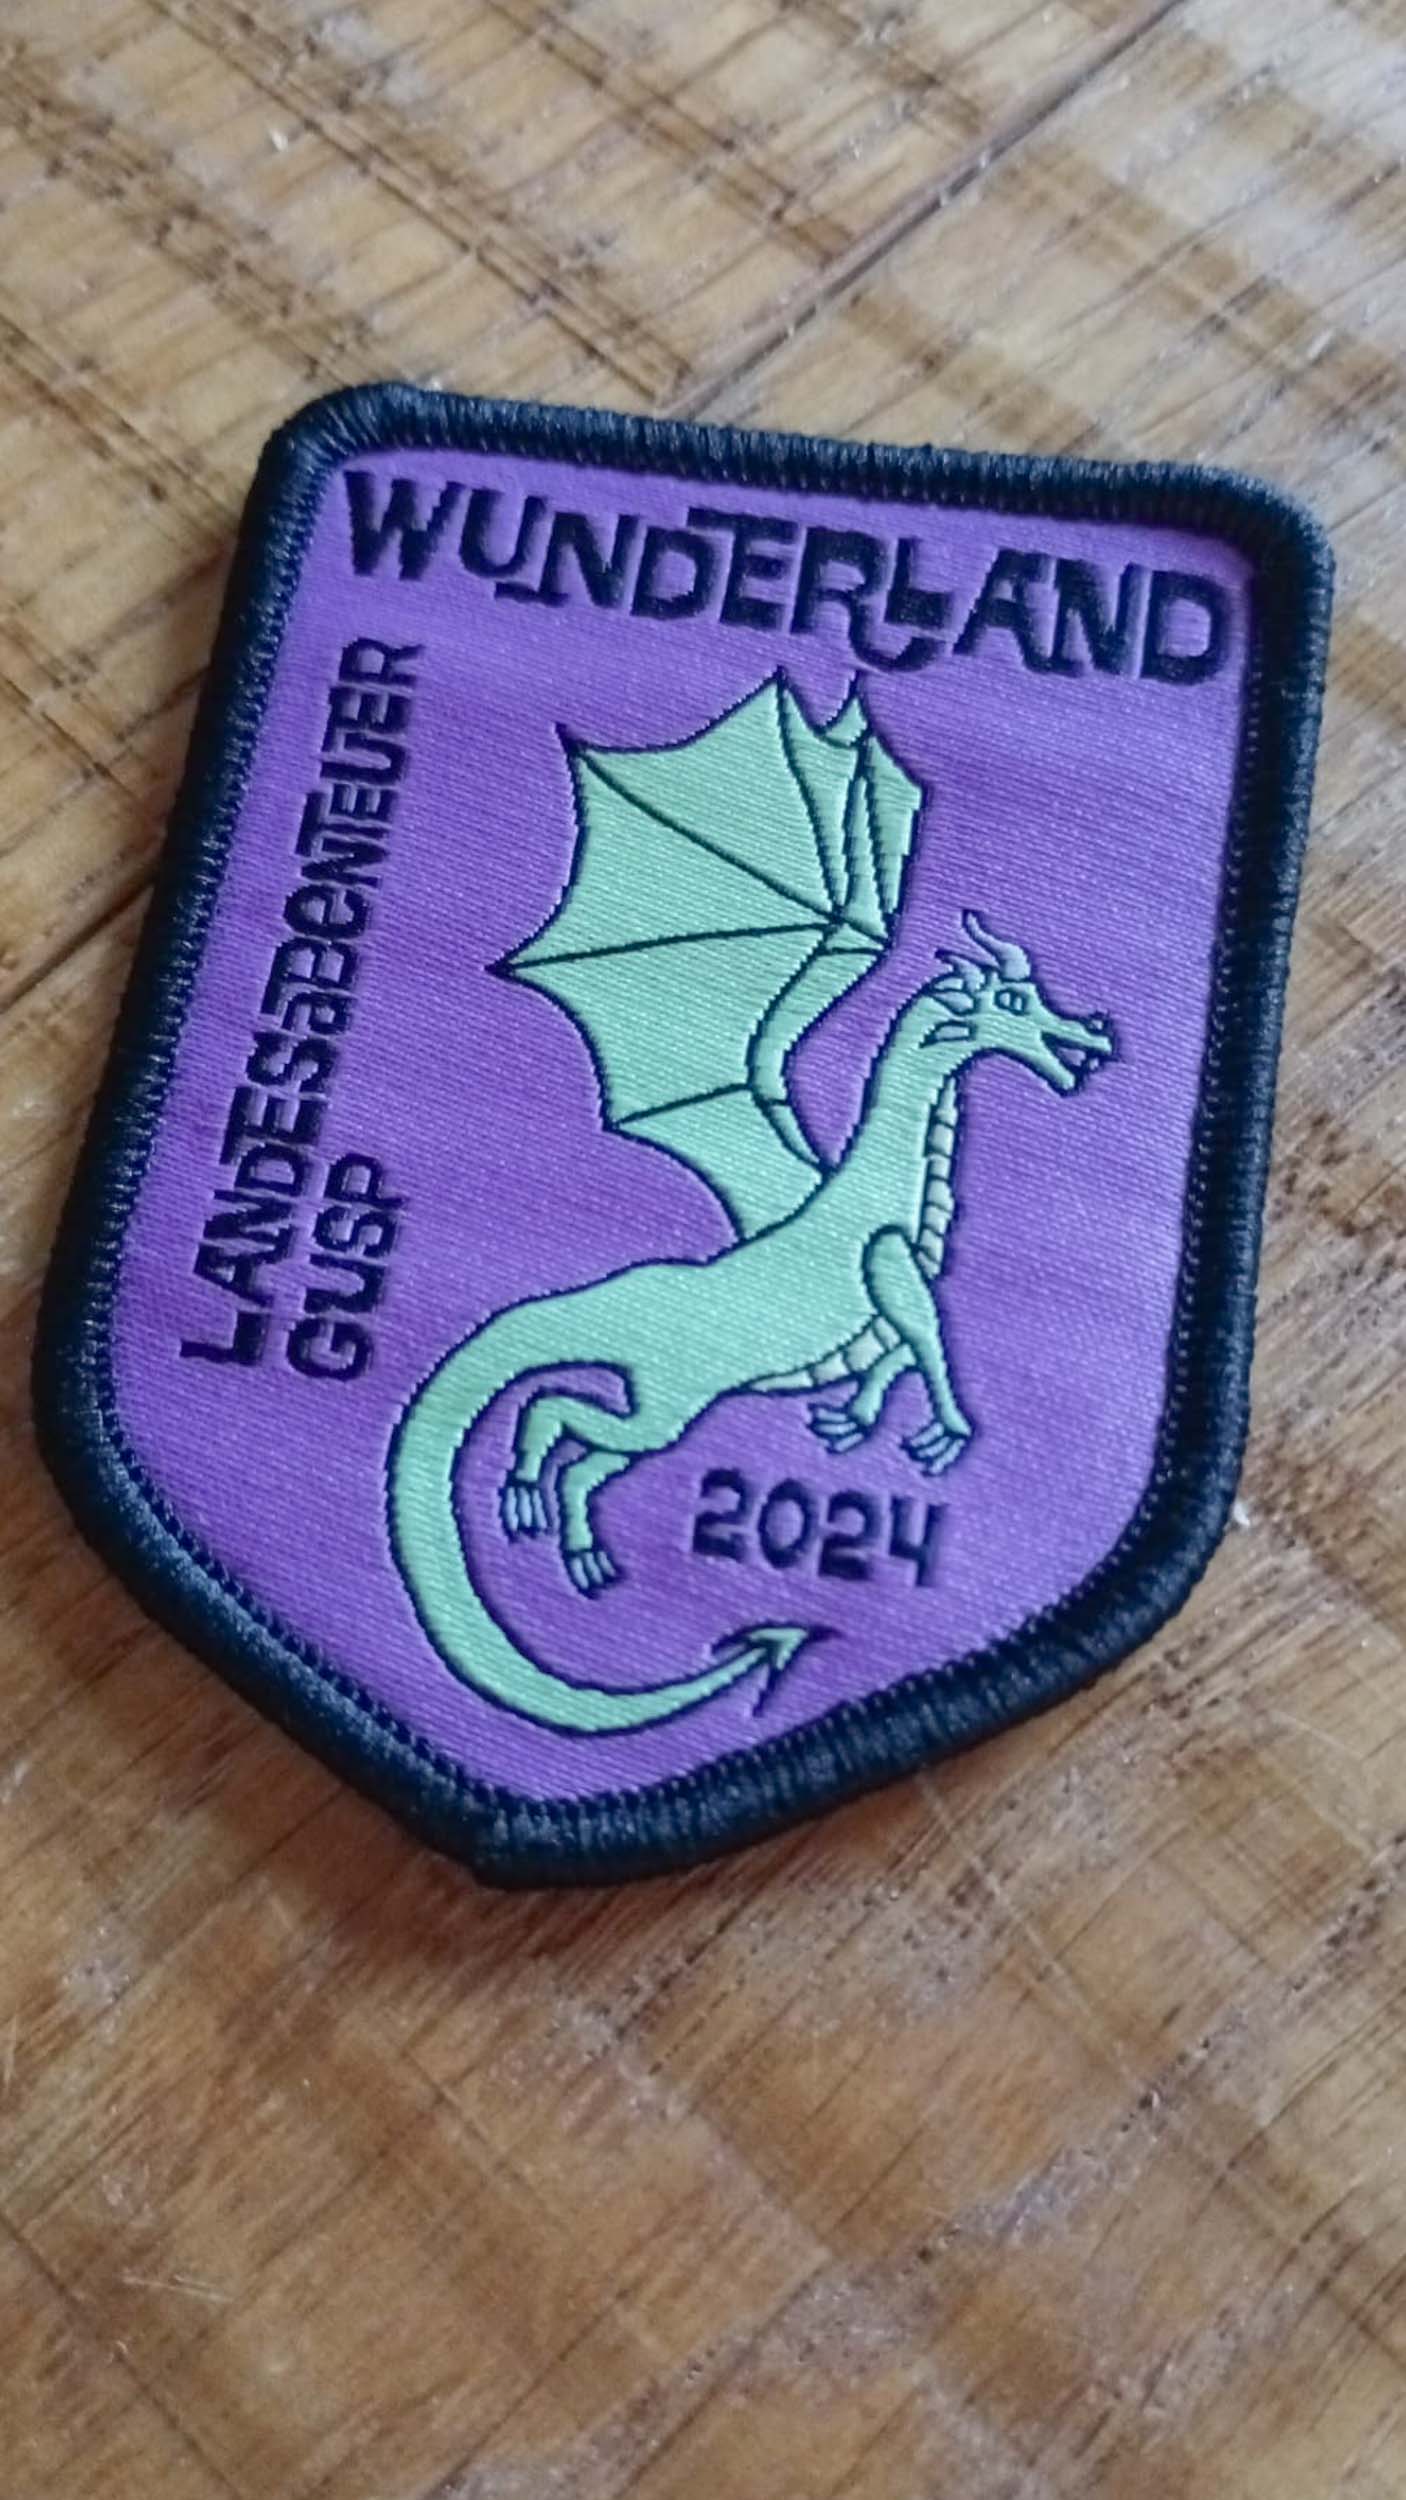 WUNDERLAND
LANDESaBeNTEUER
GUSP
2024